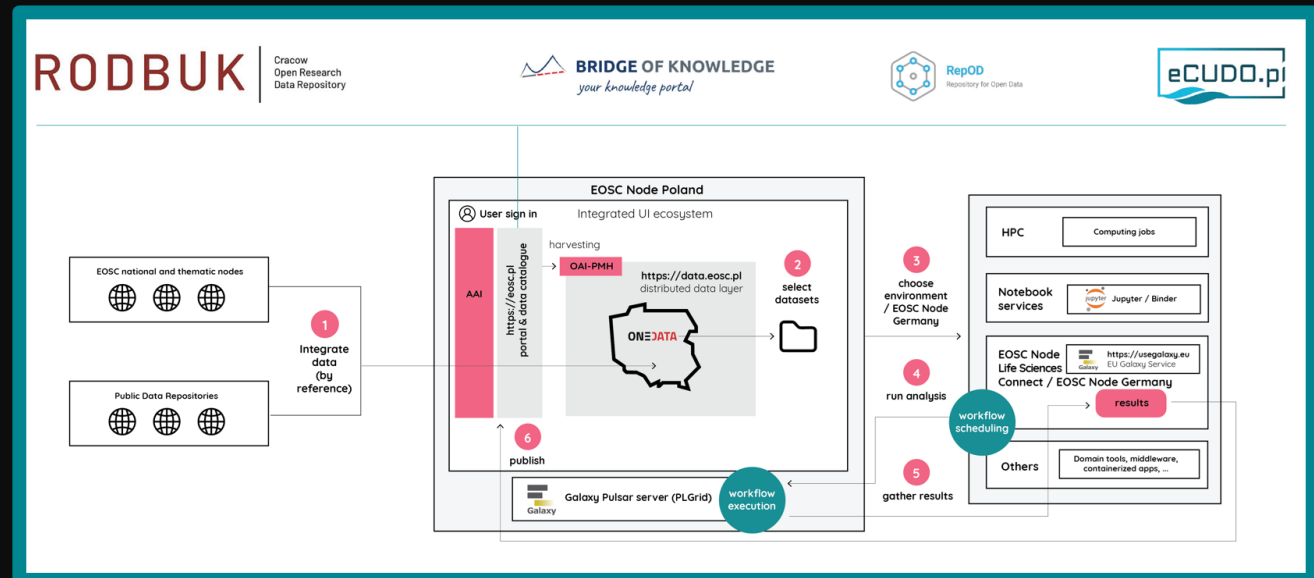 RODBUK
Cracow
Open Research
Data Repository
BRIDGE OF KNOWLEDGE
your knowledge portal
RepOD
Repository for Open Data
eCUDO.pl
EOSC national and thematic nodes
Public Data Repositories
1
Integrate
data
(by
reference)
EOSC Node Poland
User sign in
Integrated UI ecosystem
AAI
https://eosc.pl
portal & data catalogue
harvesting
OAI-PMH
https://data.eosc.pl
distributed data layer
ONEDATA
2
select
datasets
6
publish
Galaxy
Galaxy Pulsar server (PLGrid)
workflow
execution
3
choose
environment
/ EOSC Node
Germany
4
run analysis
workflow
scheduling
5
gather results
HPC
Computing jobs
Notebook
services
jupyter
Jupyter / Binder
EOSC Node
Life Sciences
Connect / EOSC Node Germany
Galaxy
https://usegalaxy.eu
EU Galaxy Service
results
Others
Domain tools, middleware,
containerized apps, ...